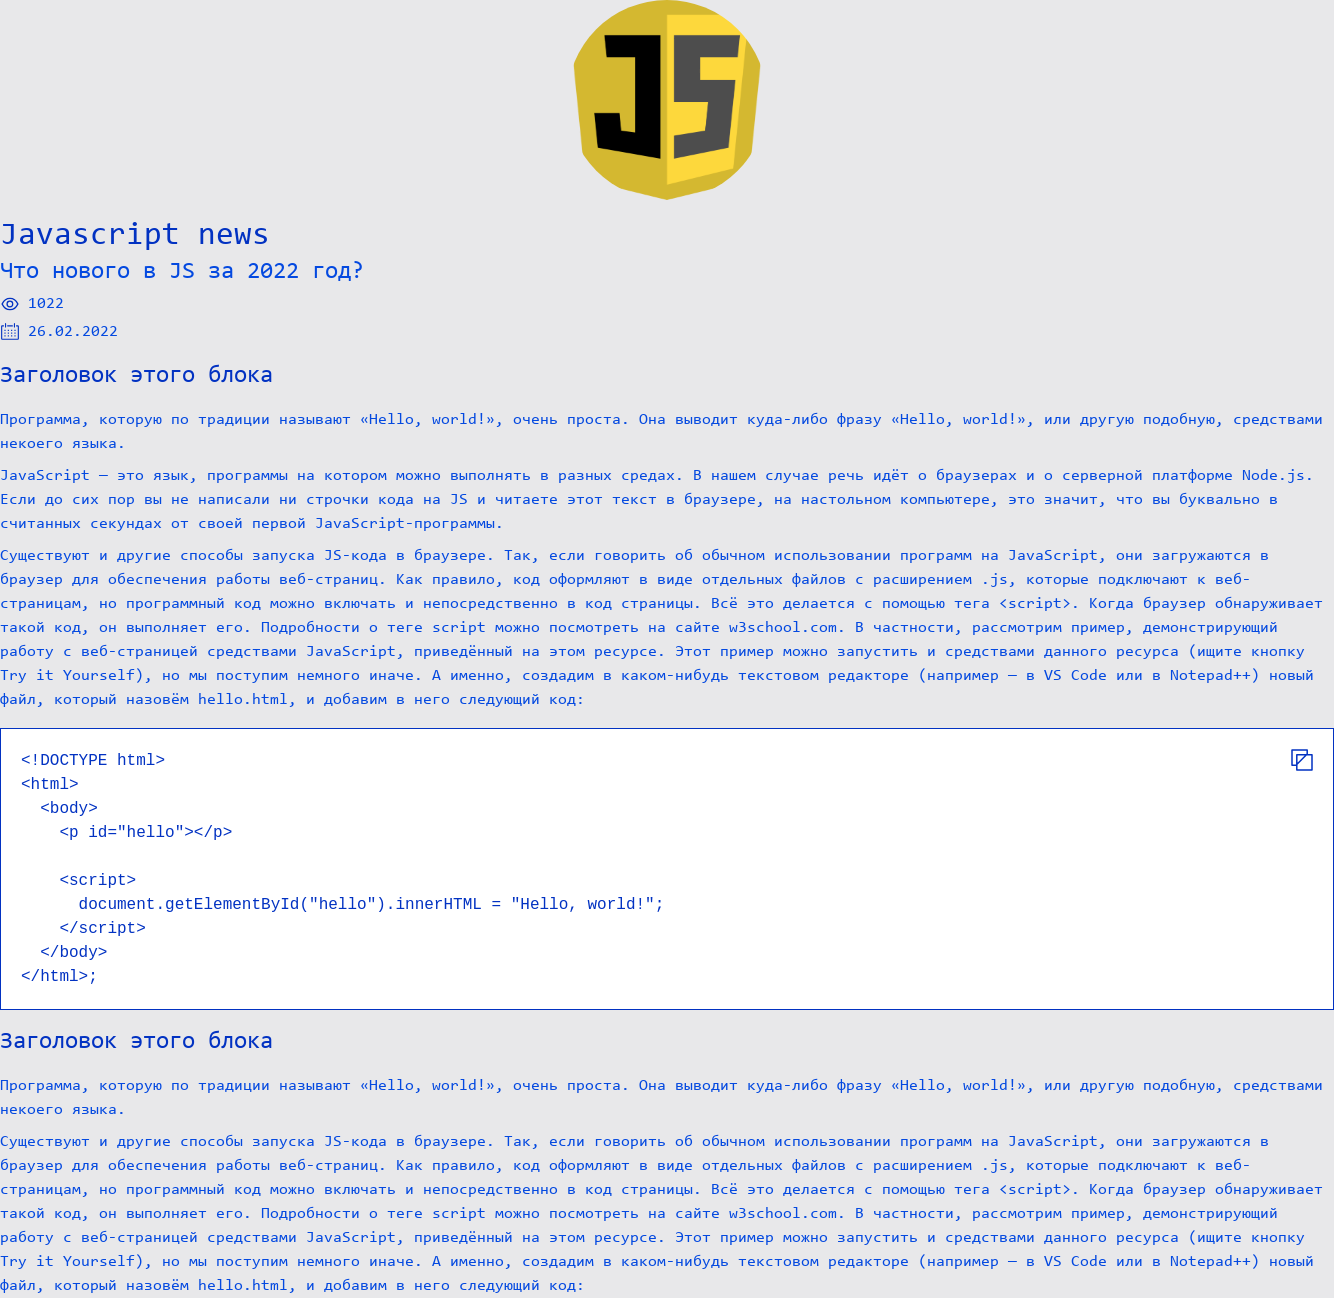 JS
Javascript news
Что нового в JS за 2022 год?
1022
26.02.2022
Заголовок этого блока
Программа, которую по традиции называют «Hello, world!», очень проста. Она выводит куда-либо фразу «Hello, world!», или другую подобную, средствами
некоего языка.
JavaScript — это язык, программы на котором можно выполнять в разных средах. В нашем случае речь идёт о браузерах и о серверной платформе Node.js.
Если до сих пор вы не написали ни строчки кода на JS и читаете этот текст в браузере, на настольном компьютере, это значит, что вы буквально в
считанных секундах от своей первой JavaScript-программы.
Существуют и другие способы запуска JS-кода в браузере. Так, если говорить об обычном использовании программ на JavaScript, они загружаются в
браузер для обеспечения работы веб-страниц. Как правило, код оформляют в виде отдельных файлов с расширением .js, которые подключают к веб-
страницам, но программный код можно включать и непосредственно в код страницы. Всё это делается с помощью тега <script>. Когда браузер обнаруживает
такой код, он выполняет его. Подробности о теге script можно посмотреть на сайте w3school.com. В частности, рассмотрим пример, демонстрирующий
работу с веб-страницей средствами JavaScript, приведённый на этом ресурсе. Этот пример можно запустить и средствами данного ресурса (ищите кнопку
Try it Yourself), но мы поступим немного иначе. А именно, создадим в каком-нибудь текстовом редакторе (например — в VS Code или в Notepad++) новый
файл, который назовём hello.html, и добавим в него следующий код:
<!DOCTYPE html>
<html>
  <body>
    <p id="hello"></p>

    <script>
      document.getElementById("hello").innerHTML = "Hello, world!";
    </script>
  </body>
</html>;
Заголовок этого блока
Программа, которую по традиции называют «Hello, world!», очень проста. Она выводит куда-либо фразу «Hello, world!», или другую подобную, средствами
некоего языка.
Существуют и другие способы запуска JS-кода в браузере. Так, если говорить об обычном использовании программ на JavaScript, они загружаются в
браузер для обеспечения работы веб-страниц. Как правило, код оформляют в виде отдельных файлов с расширением .js, которые подключают к веб-
страницам, но программный код можно включать и непосредственно в код страницы. Всё это делается с помощью тега <script>. Когда браузер обнаруживает
такой код, он выполняет его. Подробности о теге script можно посмотреть на сайте w3school.com. В частности, рассмотрим пример, демонстрирующий
работу с веб-страницей средствами JavaScript, приведённый на этом ресурсе. Этот пример можно запустить и средствами данного ресурса (ищите кнопку
Try it Yourself), но мы поступим немного иначе. А именно, создадим в каком-нибудь текстовом редакторе (например — в VS Code или в Notepad++) новый
файл, который назовём hello.html, и добавим в него следующий код: